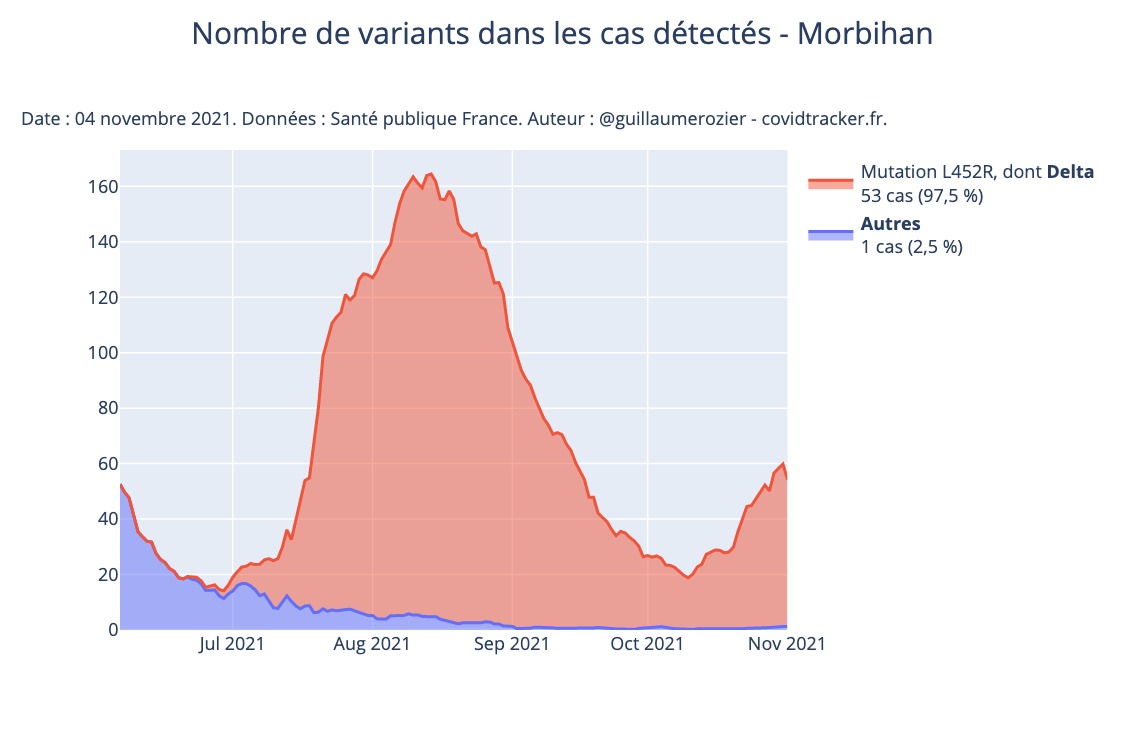 Nombre de variants dans les cas détectés - Morbihan
Date : 04 novembre 2021. Données : Santé publique France. Auteur : @guillaumerozier - covidtracker.fr.
Mutation L452R, dont Delta
53 cas (97,5 %)
Autres
1 cas (2,5 %)
160
140
120
100
80
60
40
20
0
Jul 2021
Aug 2021
Sep 2021
Oct 2021
Nov 2021